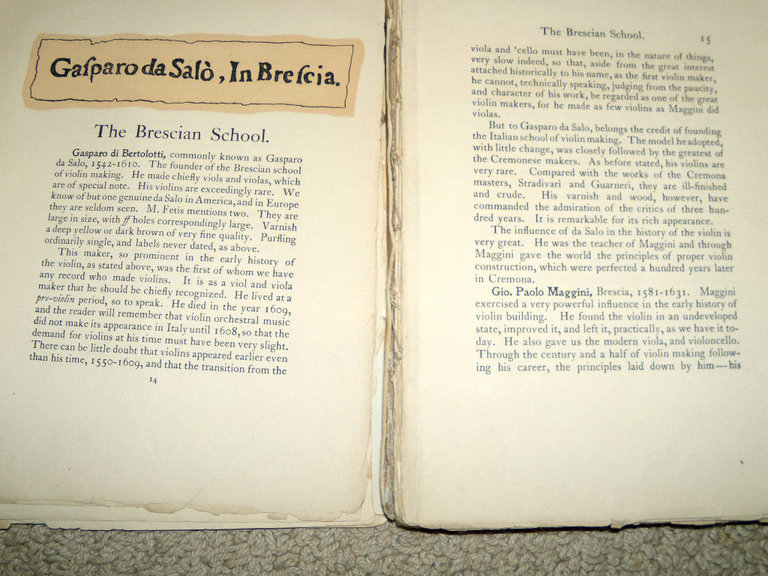 Gaſparo da Salò, In Breſcia.
The Brescian School.
Gasparo di Bertolotti, commonly known as Gasparo
da Salo, 1542-1610. The founder of the Brescian school
of violin making. He made chiefly viols and violas, which
are of special note. His violins are exceedingly rare. We
know of but one genuine da Salo in America, and in Europe
they are seldom seen. M. Fetis mentions two. They are
large in size, with ff holes correspondingly large. Varnish
a deep yellow or dark brown of very fine quality. Purfling
ordinarily single, and labels never dated, as above.
This maker, so prominent in the early history of
the violin, as stated above, was the first of whom we have
any record who made violins. It is as a viol and viola
maker that he should be chiefly recognized. He lived at a
pre-violin period, so to speak. He died in the year 1609,
and the reader will remember that violin orchestral music
did not make its appearance in Italy until 1608, so that the
demand for violins at his time must have been very slight.
There can be little doubt that violins appeared earlier even
than his time, 1550-1609, and that the transition from the
14
The Brescian School. 15
viola and 'cello must have been, in the nature of things,
very slow indeed, so that, aside from the great interest
attached historically to his name, as the first violin maker,
he cannot, technically speaking, judging from the paucity,
and character of his work, be regarded as one of the great
violin makers, for he made as few violins as Maggini did
violas.
But to Gasparo da Salo, belongs the credit of founding
the Italian school of violin making. The model he adopted,
with little change, was closely followed by the greatest of
the Cremonese makers. As before stated, his violins are
very rare. Compared with the works of the Cremona
masters, Stradivari and Guarneri, they are ill-finished
and crude. His varnish and wood, however, have
commanded the admiration of the critics of three hun-
dred years. It is remarkable for its rich appearance.
The influence of da Salo in the history of the violin is
very great. He was the teacher of Maggini and through
Maggini gave the world the principles of proper violin
construction, which were perfected a hundred years later
in Cremona.
Gio. Paolo Maggini, Brescia, 1581-1631. Maggini
exercised a very powerful influence in the early history of
violin building. He found the violin in an undeveloped
state, improved it, and left it, practically, as we have it to-
day. He also gave us the modern viola, and violoncello.
Through the century and a half of violin making follow-
ing his career, the principles laid down by him—his